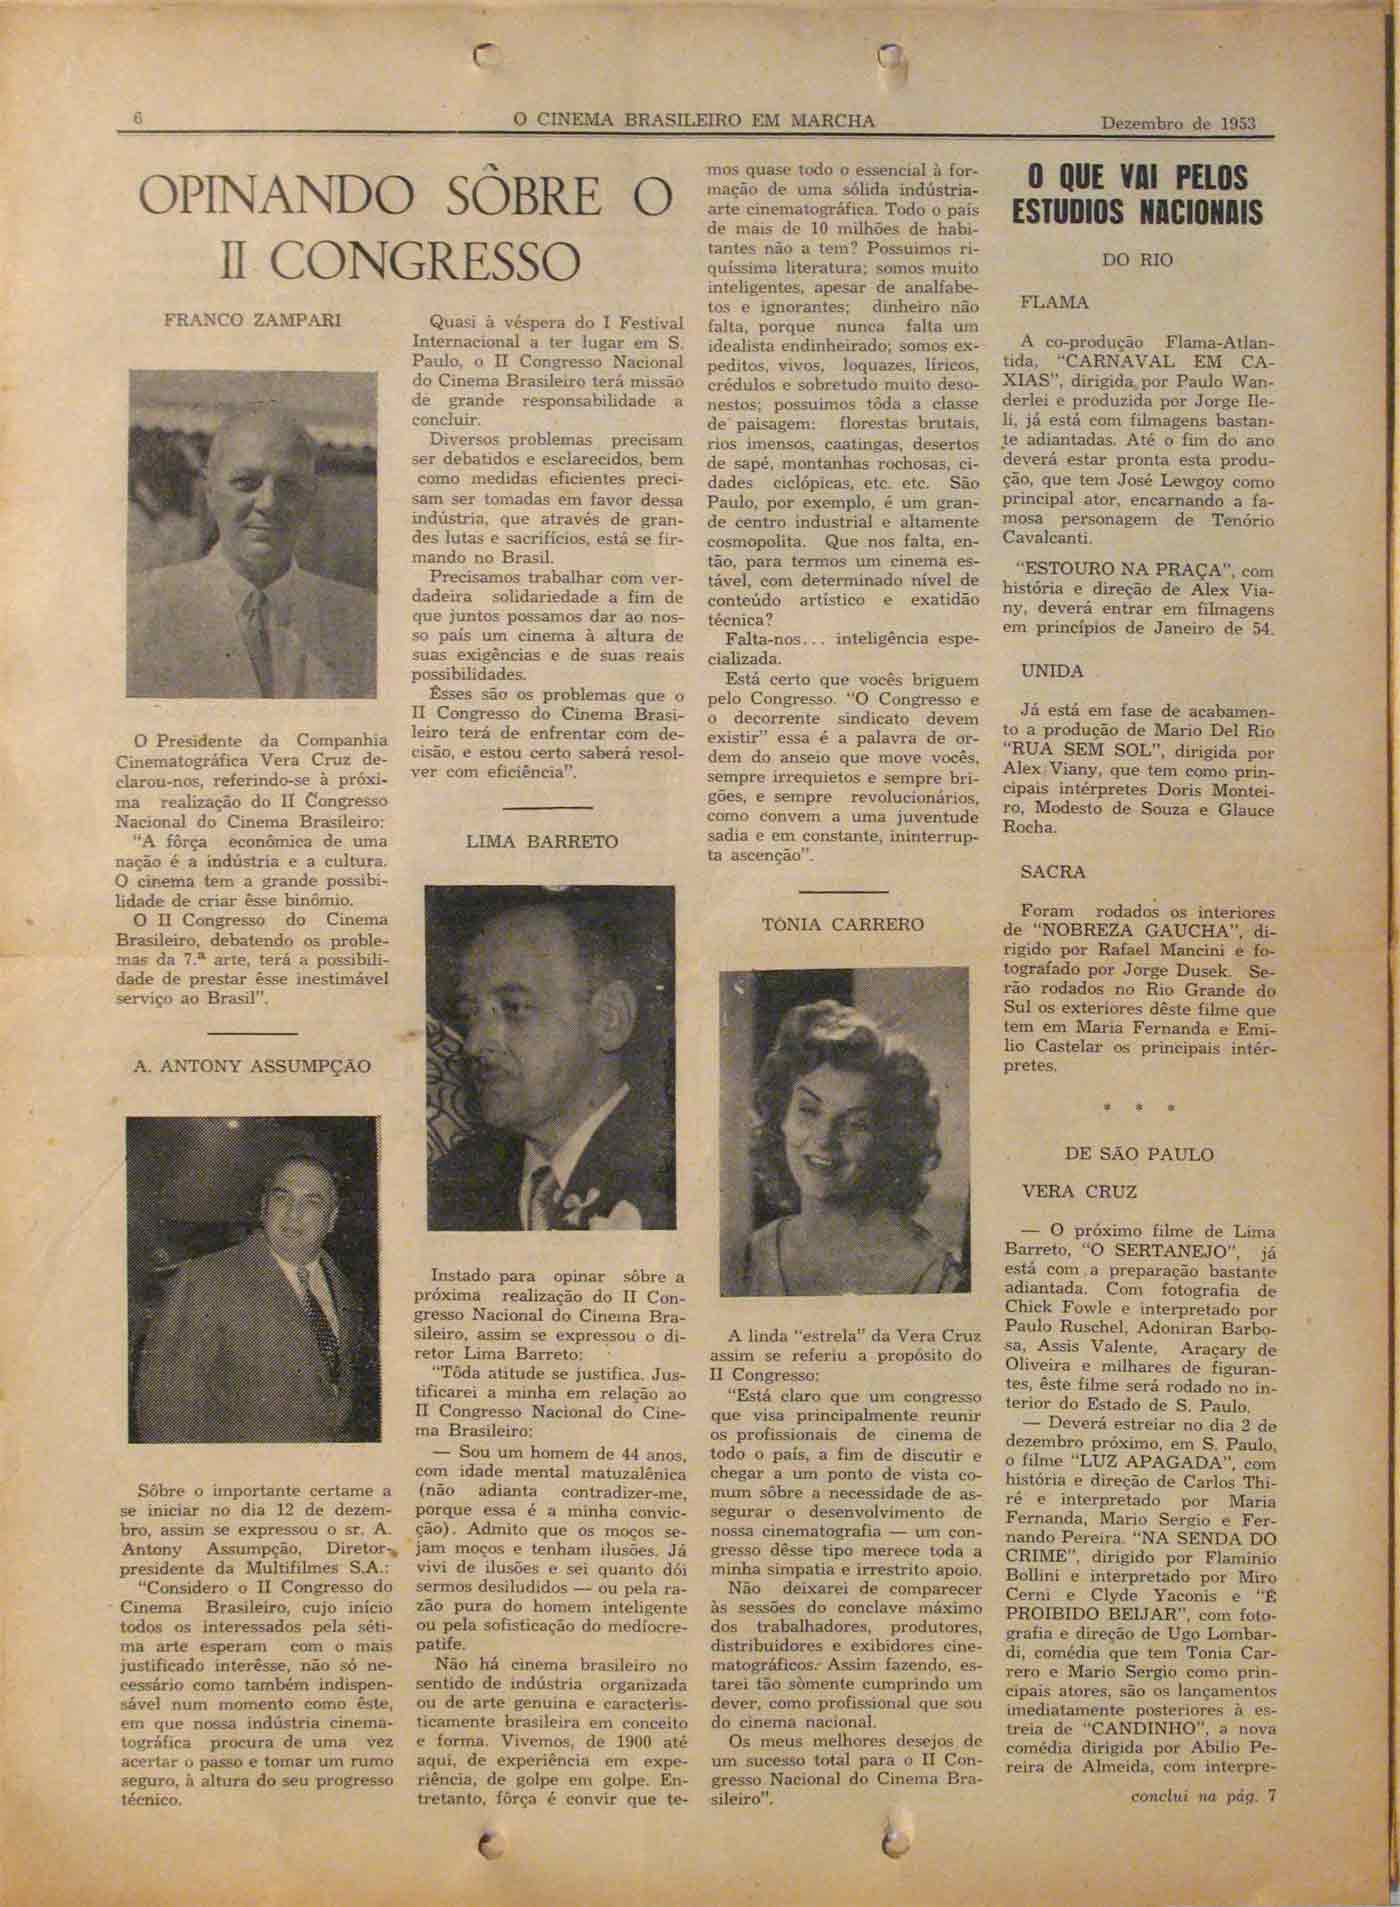 6
O CINEMA BRASILEIRO EM MARCHA
Dezembro de 1953
OPINANDO SÔBRE O
II CONGRESSO
FRANCO ZAMPARI
O Presidente da Companhia
Cinematográfica Vera Cruz de-
clarou-nos, referindo-se à próxi-
ma realização do II Congresso
Nacional do Cinema Brasileiro:
"A fôrça econômica de uma
nação é a indústria e a cultura.
O cinema tem a grande possibi-
lidade de criar êsse binômio.
O II Congresso do Cinema
Brasileiro, debatendo os proble-
mas da 7.ª arte, terá a possibili-
dade de prestar êsse inestimável
serviço ao Brasil".
A. ANTONY ASSUMPÇÃO
Sôbre o importante certame a
se iniciar no dia 12 de dezem-
bro, assim se expressou o sr. A.
Antony Assumpção, Diretor-
presidente da Multifilmes S.A.:
"Considero o II Congresso do
Cinema Brasileiro, cujo início
todos os interessados pela séti-
ma arte esperam com o mais
justificado interêsse, não só ne-
cessário como também indispen-
sável num momento como êste,
em que nossa indústria cinema-
tográfica procura de uma vez
acertar o passo e tomar um rumo
seguro, à altura do seu progresso
técnico.
Quasi à véspera do I Festival
Internacional a ter lugar em S.
Paulo, o II Congresso Nacional
do Cinema Brasileiro terá missão
de grande responsabilidade a
concluir.
Diversos problemas precisam
ser debatidos e esclarecidos, bem
como medidas eficientes preci-
sam ser tomadas em favor dessa
indústria, que através de gran-
des lutas e sacrifícios, está se fir-
mando no Brasil.
Precisamos trabalhar com ver-
dadeira solidariedade a fim de
que juntos possamos dar ao nos-
so país um cinema à altura de
suas exigências e de suas reais
possibilidades.
Êsses são os problemas que o
II Congresso do Cinema Brasi-
leiro terá de enfrentar com de-
cisão, e estou certo saberá resol-
ver com eficiência".
LIMA BARRETO
Instado para opinar sôbre a
próxima realização do II Con-
gresso Nacional do Cinema Bra-
sileiro, assim se expressou o di-
retor Lima Barreto:
"Tôda atitude se justifica. Jus-
tificarei a minha em relação ao
II Congresso Nacional do Cine-
ma Brasileiro:
— Sou um homem de 44 anos,
com idade mental matuzalênica
(não adianta contradizer-me,
porque essa é a minha convic-
ção). Admito que os moços se-
jam moços e tenham ilusões. Já
vivi de ilusões e sei quanto dói
sermos desiludidos — ou pela ra-
zão pura do homem inteligente
ou pela sofisticação do medíocre-
patife.
Não há cinema brasileiro no
sentido de indústria organizada
ou de arte genuina e caracteris-
ticamente brasileira em conceito
e forma. Vivemos, de 1900 até
aqui, de experiência em expe-
riência, de golpe em golpe. En-
tretanto, fôrça é convir que te-
mos quase todo o essencial à for-
mação de uma sólida indústria-
arte cinematográfica. Todo o país
de mais de 10 milhões de habi-
tantes não a tem? Possuimos ri-
quíssima literatura; somos muito
inteligentes, apesar de analfabe-
tos e ignorantes; dinheiro não
falta, porque nunca falta um
idealista endinheirado; somos ex-
peditos, vivos, loquazes, líricos,
crédulos e sobretudo muito deso-
nestos; possuimos tôda a classe
de paisagem: florestas brutais,
rios imensos, caatingas, desertos
de sapé, montanhas rochosas, ci-
dades ciclópicas, etc. etc. São
Paulo, por exemplo, é um gran-
de centro industrial e altamente
cosmopolita. Que nos falta, en-
tão, para termos um cinema es-
tável, com determinado nível de
conteúdo artístico e exatidão
técnica?
Falta-nos... inteligência espe-
cializada.
Está certo que vocês briguem
pelo Congresso. "O Congresso e
o decorrente sindicato devem
existir" essa é a palavra de or-
dem do anseio que move vocês,
sempre irrequietos e sempre bri-
gões, e sempre revolucionários,
como convem a uma juventude
sadia e em constante, ininterrup-
ta ascenção".
TÔNIA CARRERO
A linda "estrela" da Vera Cruz
assim se referiu a propósito do
II Congresso:
"Está claro que um congresso
que visa principalmente reunir
os profissionais de cinema de
todo o país, a fim de discutir e
chegar a um ponto de vista co-
mum sôbre a necessidade de as-
segurar o desenvolvimento de
nossa cinematografia — um con-
gresso dêsse tipo merece toda a
minha simpatia e irrestrito apoio.
Não deixarei de comparecer
às sessões do conclave máximo
dos trabalhadores, produtores,
distribuidores e exibidores cine-
matográficos. Assim fazendo, es-
tarei tão sòmente cumprindo um
dever, como profissional que sou
do cinema nacional.
Os meus melhores desejos de
um sucesso total para o II Con-
gresso Nacional do Cinema Bra-
sileiro".
O QUE VAI PELOS
ESTUDIOS NACIONAIS
DO RIO
FLAMA
A co-produção Flama-Atlan-
tida, "CARNAVAL EM CA-
XIAS", dirigida por Paulo Wan-
derlei e produzida por Jorge Ile-
li, já está com filmagens bastan-
te adiantadas. Até o fim do ano
deverá estar pronta esta produ-
ção, que tem José Lewgoy como
principal ator, encarnando a fa-
mosa personagem de Tenório
Cavalcanti.
"ESTOURO NA PRAÇA", com
história e direção de Alex Via-
ny, deverá entrar em filmagens
em princípios de Janeiro de 54.
UNIDA
Já está em fase de acabamen-
to a produção de Mario Del Rio
"RUA SEM SOL", dirigida por
Alex Viany, que tem como prin-
cipais intérpretes Doris Montei-
ro, Modesto de Souza e Glauce
Rocha.
SACRA
Foram rodados os interiores
de "NOBREZA GAUCHA", di-
rigido por Rafael Mancini e fo-
tografado por Jorge Dusek. Se-
rão rodados no Rio Grande do
Sul os exteriores dêste filme que
tem em Maria Fernanda e Emi-
lio Castelar os principais intér-
pretes.
* * *
DE SÃO PAULO
VERA CRUZ
— O próximo filme de Lima
Barreto, "O SERTANEJO", já
está com a preparação bastante
adiantada. Com fotografia de
Chick Fowle e interpretado por
Paulo Ruschel, Adoniran Barbo-
sa, Assis Valente, Araçary de
Oliveira e milhares de figuran-
tes, êste filme será rodado no in-
terior do Estado de S. Paulo.
— Deverá estreiar no dia 2 de
dezembro próximo, em S. Paulo,
o filme "LUZ APAGADA", com
história e direção de Carlos Thi-
ré e interpretado por Maria
Fernanda, Mario Sergio e Fer-
nando Pereira. "NA SENDA DO
CRIME", dirigido por Flaminio
Bollini e interpretado por Miro
Cerni e Clyde Yaconis e "É
PROIBIDO BEIJAR", com foto-
grafia e direção de Ugo Lombar-
di, comédia que tem Tonia Car-
rero e Mario Sergio como prin-
cipais atores, são os lançamentos
imediatamente posteriores à es-
treia de "CANDINHO", a nova
comédia dirigida por Abilio Pe-
reira de Almeida, com interpre-
conclui na pág. 7